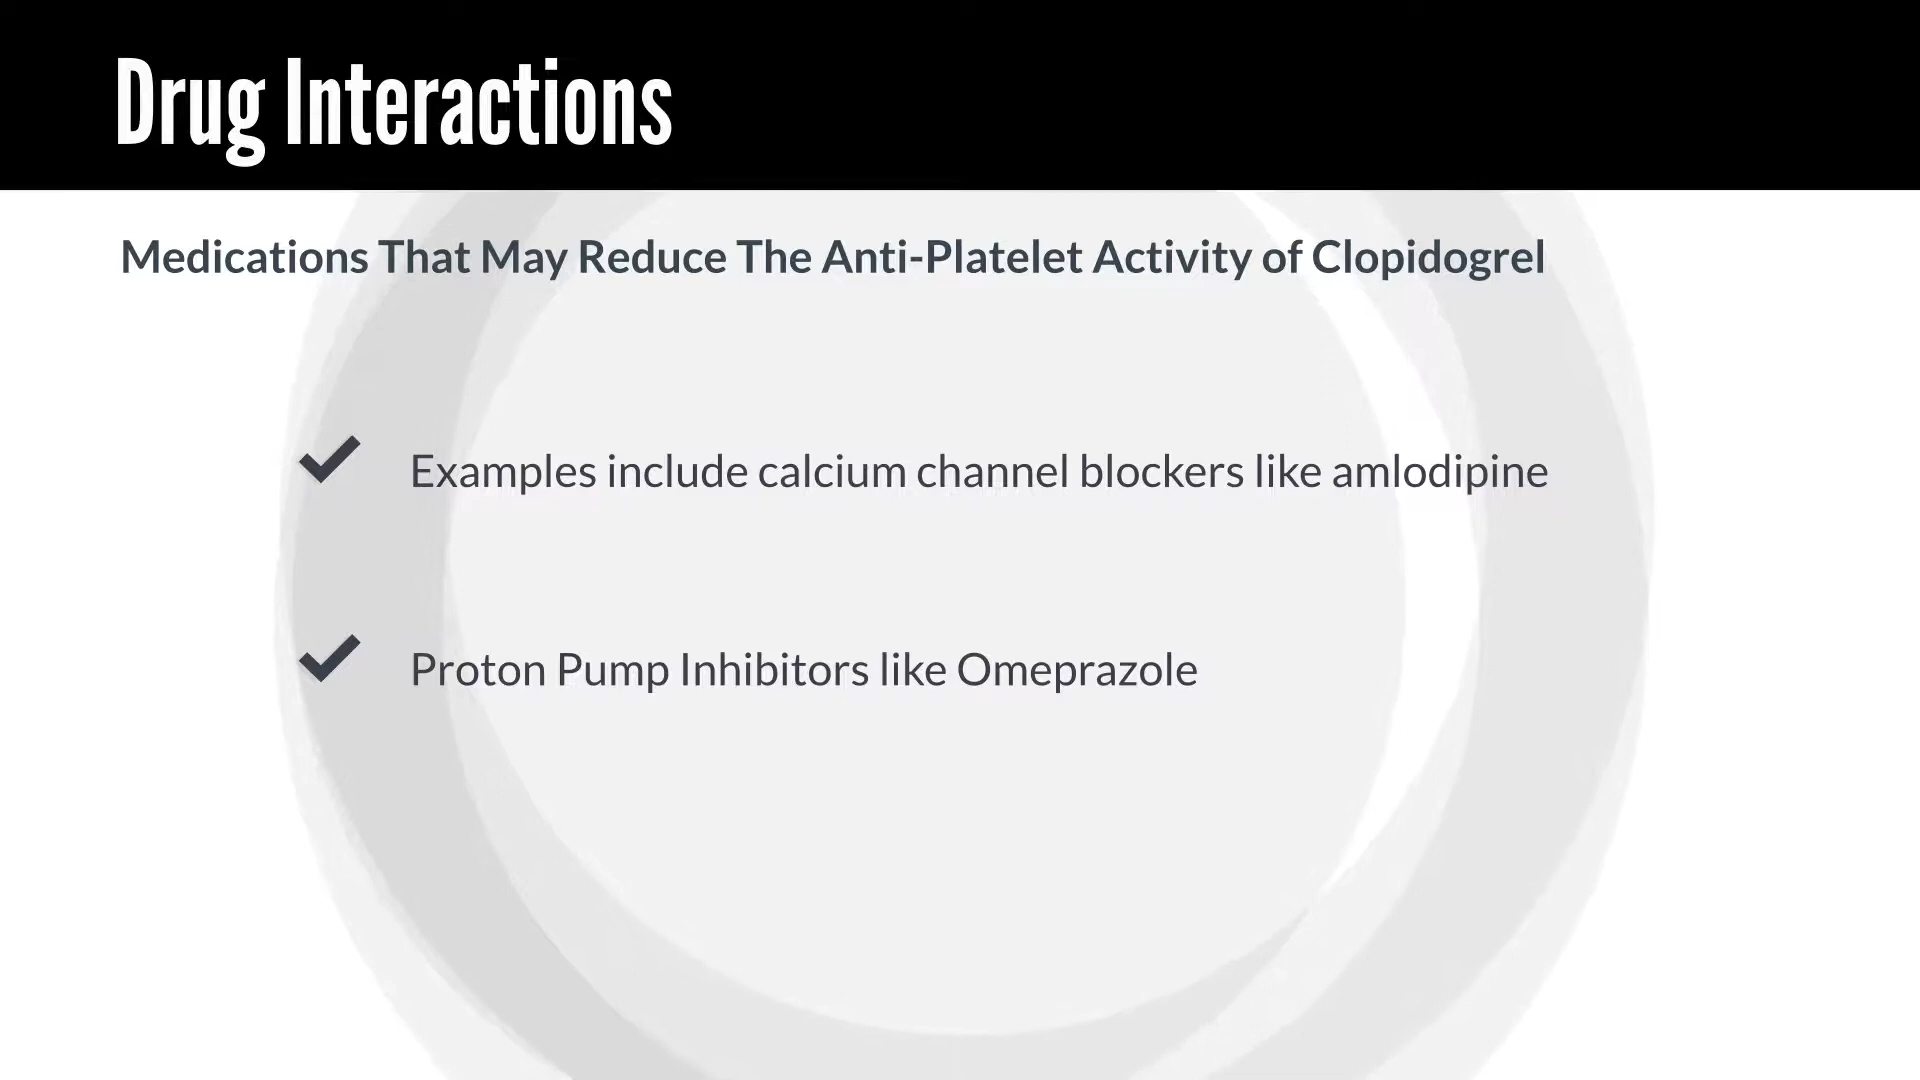 Drug Interactions
Medications That May Reduce The Anti-Platelet Activity of Clopidogrel
Examples include calcium channel blockers like amlodipine
Proton Pump Inhibitors like Omeprazole